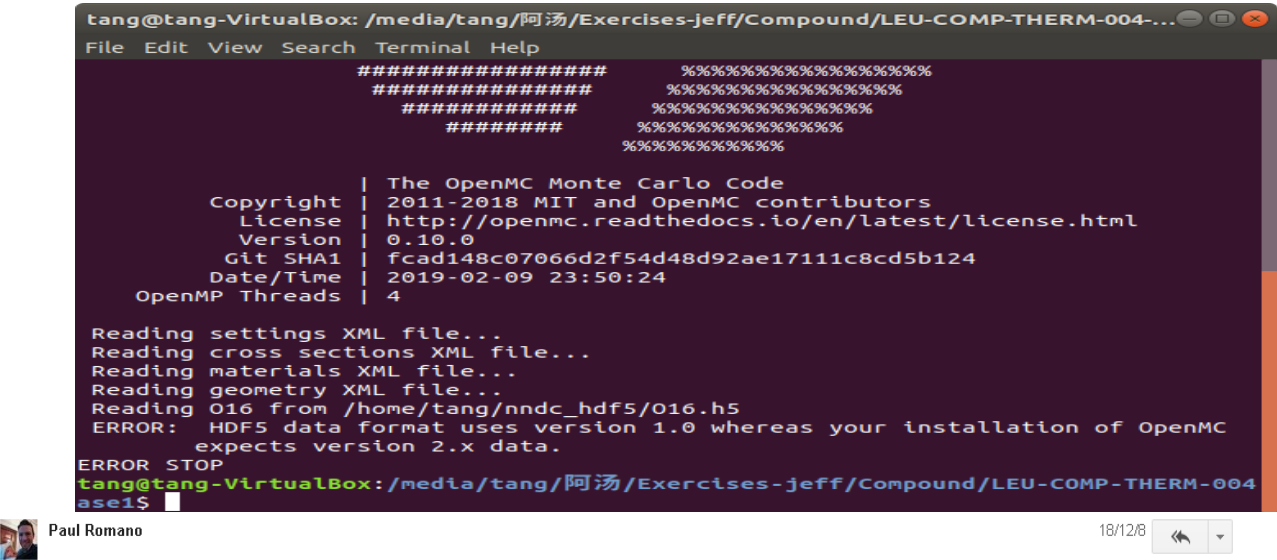 tang@tang-VirtualBox: /media/tang/阿汤/Exercises-jeff/Compound/LEU-COMP-THERM-004-...
File Edit View Search Terminal Help
################# %%%%%%%%%%%%%%%%%
############### %%%%%%%%%%%%%%%%
############ %%%%%%%%%%%%%%%
######## %%%%%%%%%%%%%%
%%%%%%%%%%%
| The OpenMC Monte Carlo Code
Copyright | 2011-2018 MIT and OpenMC contributors
License | http://openmc.readthedocs.io/en/latest/license.html
Version | 0.10.0
Git SHA1 | fcad148c07066d2f54d48d92ae17111c8cd5b124
Date/Time | 2019-02-09 23:50:24
OpenMP Threads | 4
Reading settings XML file...
Reading cross sections XML file...
Reading materials XML file...
Reading geometry XML file...
Reading O16 from /home/tang/nndc_hdf5/O16.h5
ERROR: HDF5 data format uses version 1.0 whereas your installation of OpenMC
expects version 2.x data.
ERROR STOP
tang@tang-VirtualBox:/media/tang/阿汤/Exercises-jeff/Compound/LEU-COMP-THERM-004
ase1$
Paul Romano
18/12/8